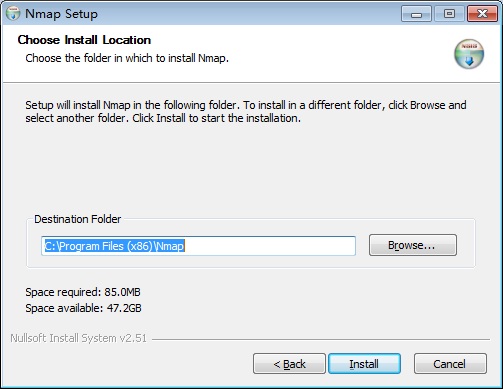 Nmap Setup
Choose Install Location
Choose the folder in which to install Nmap.
Setup will install Nmap in the following folder. To install in a different folder, click Browse and
select another folder. Click Install to start the installation.
Destination Folder
C:\Program Files (x86)\Nmap
Browse...
Space required: 85.0MB
Space available: 47.2GB
Nullsoft Install System v2.51
< Back
Install
Cancel